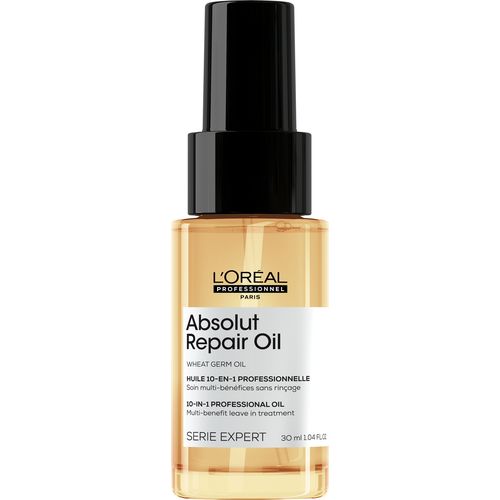 L'ORÉAL
PROFESSIONNEL
PARIS
Absolut
Repair Oil
WHEAT GERM OIL
HUILE 10-EN-1 PROFESSIONNELLE
Soin multi-bénéfices sans rinçage
10-IN-1 PROFESSIONAL OIL
Multi-benefit leave in treatment
SERIE EXPERT 30 ml 1.04 FL.OZ